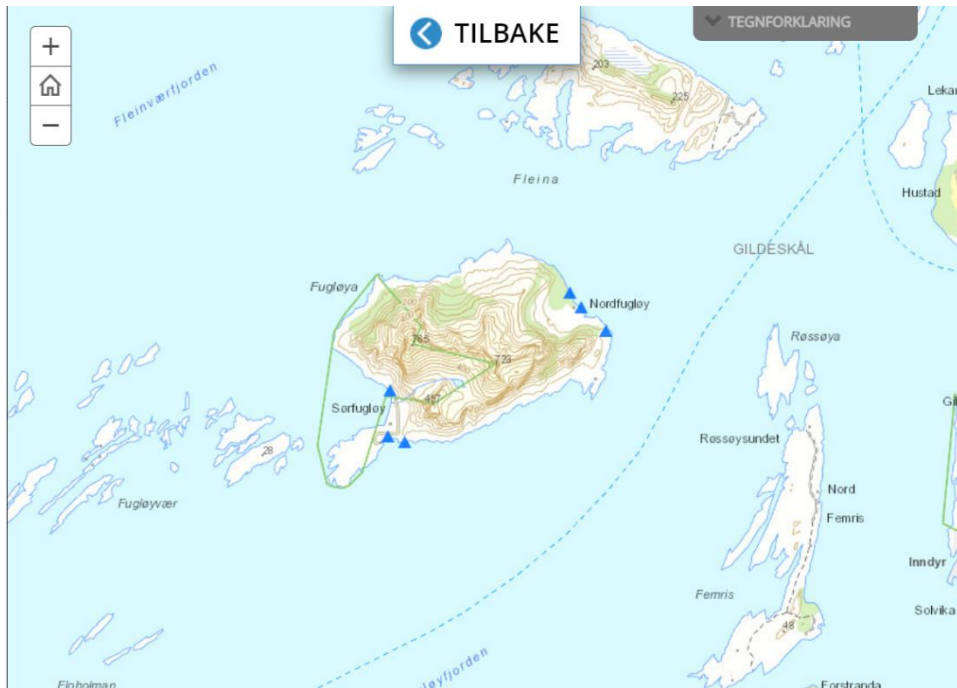 TILBAKE
TEGNFORKLARING
+
−
Fleinværfjorden
203
225
Fleina
Hustad
GILDESKÅL
Fugløya
Nordfugløy
765
723
457
Røssøya
Sørfugløy
28
Røssøysundet
Nord
Femris
Fugløyvær
Inndyr
Femris
Solvika
48
Floholman
Forstranda